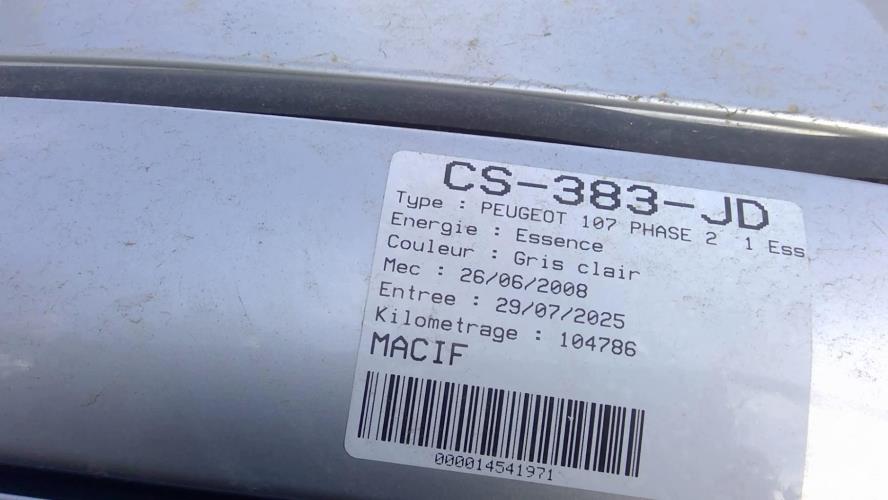 CS-383-JD
Type : PEUGEOT 107 PHASE 2 1 Ess
Energie : Essence
Couleur : Gris clair
Mec : 26/06/2008
Entree : 29/07/2025
Kilometrage : 104786
MACIF
000014541971